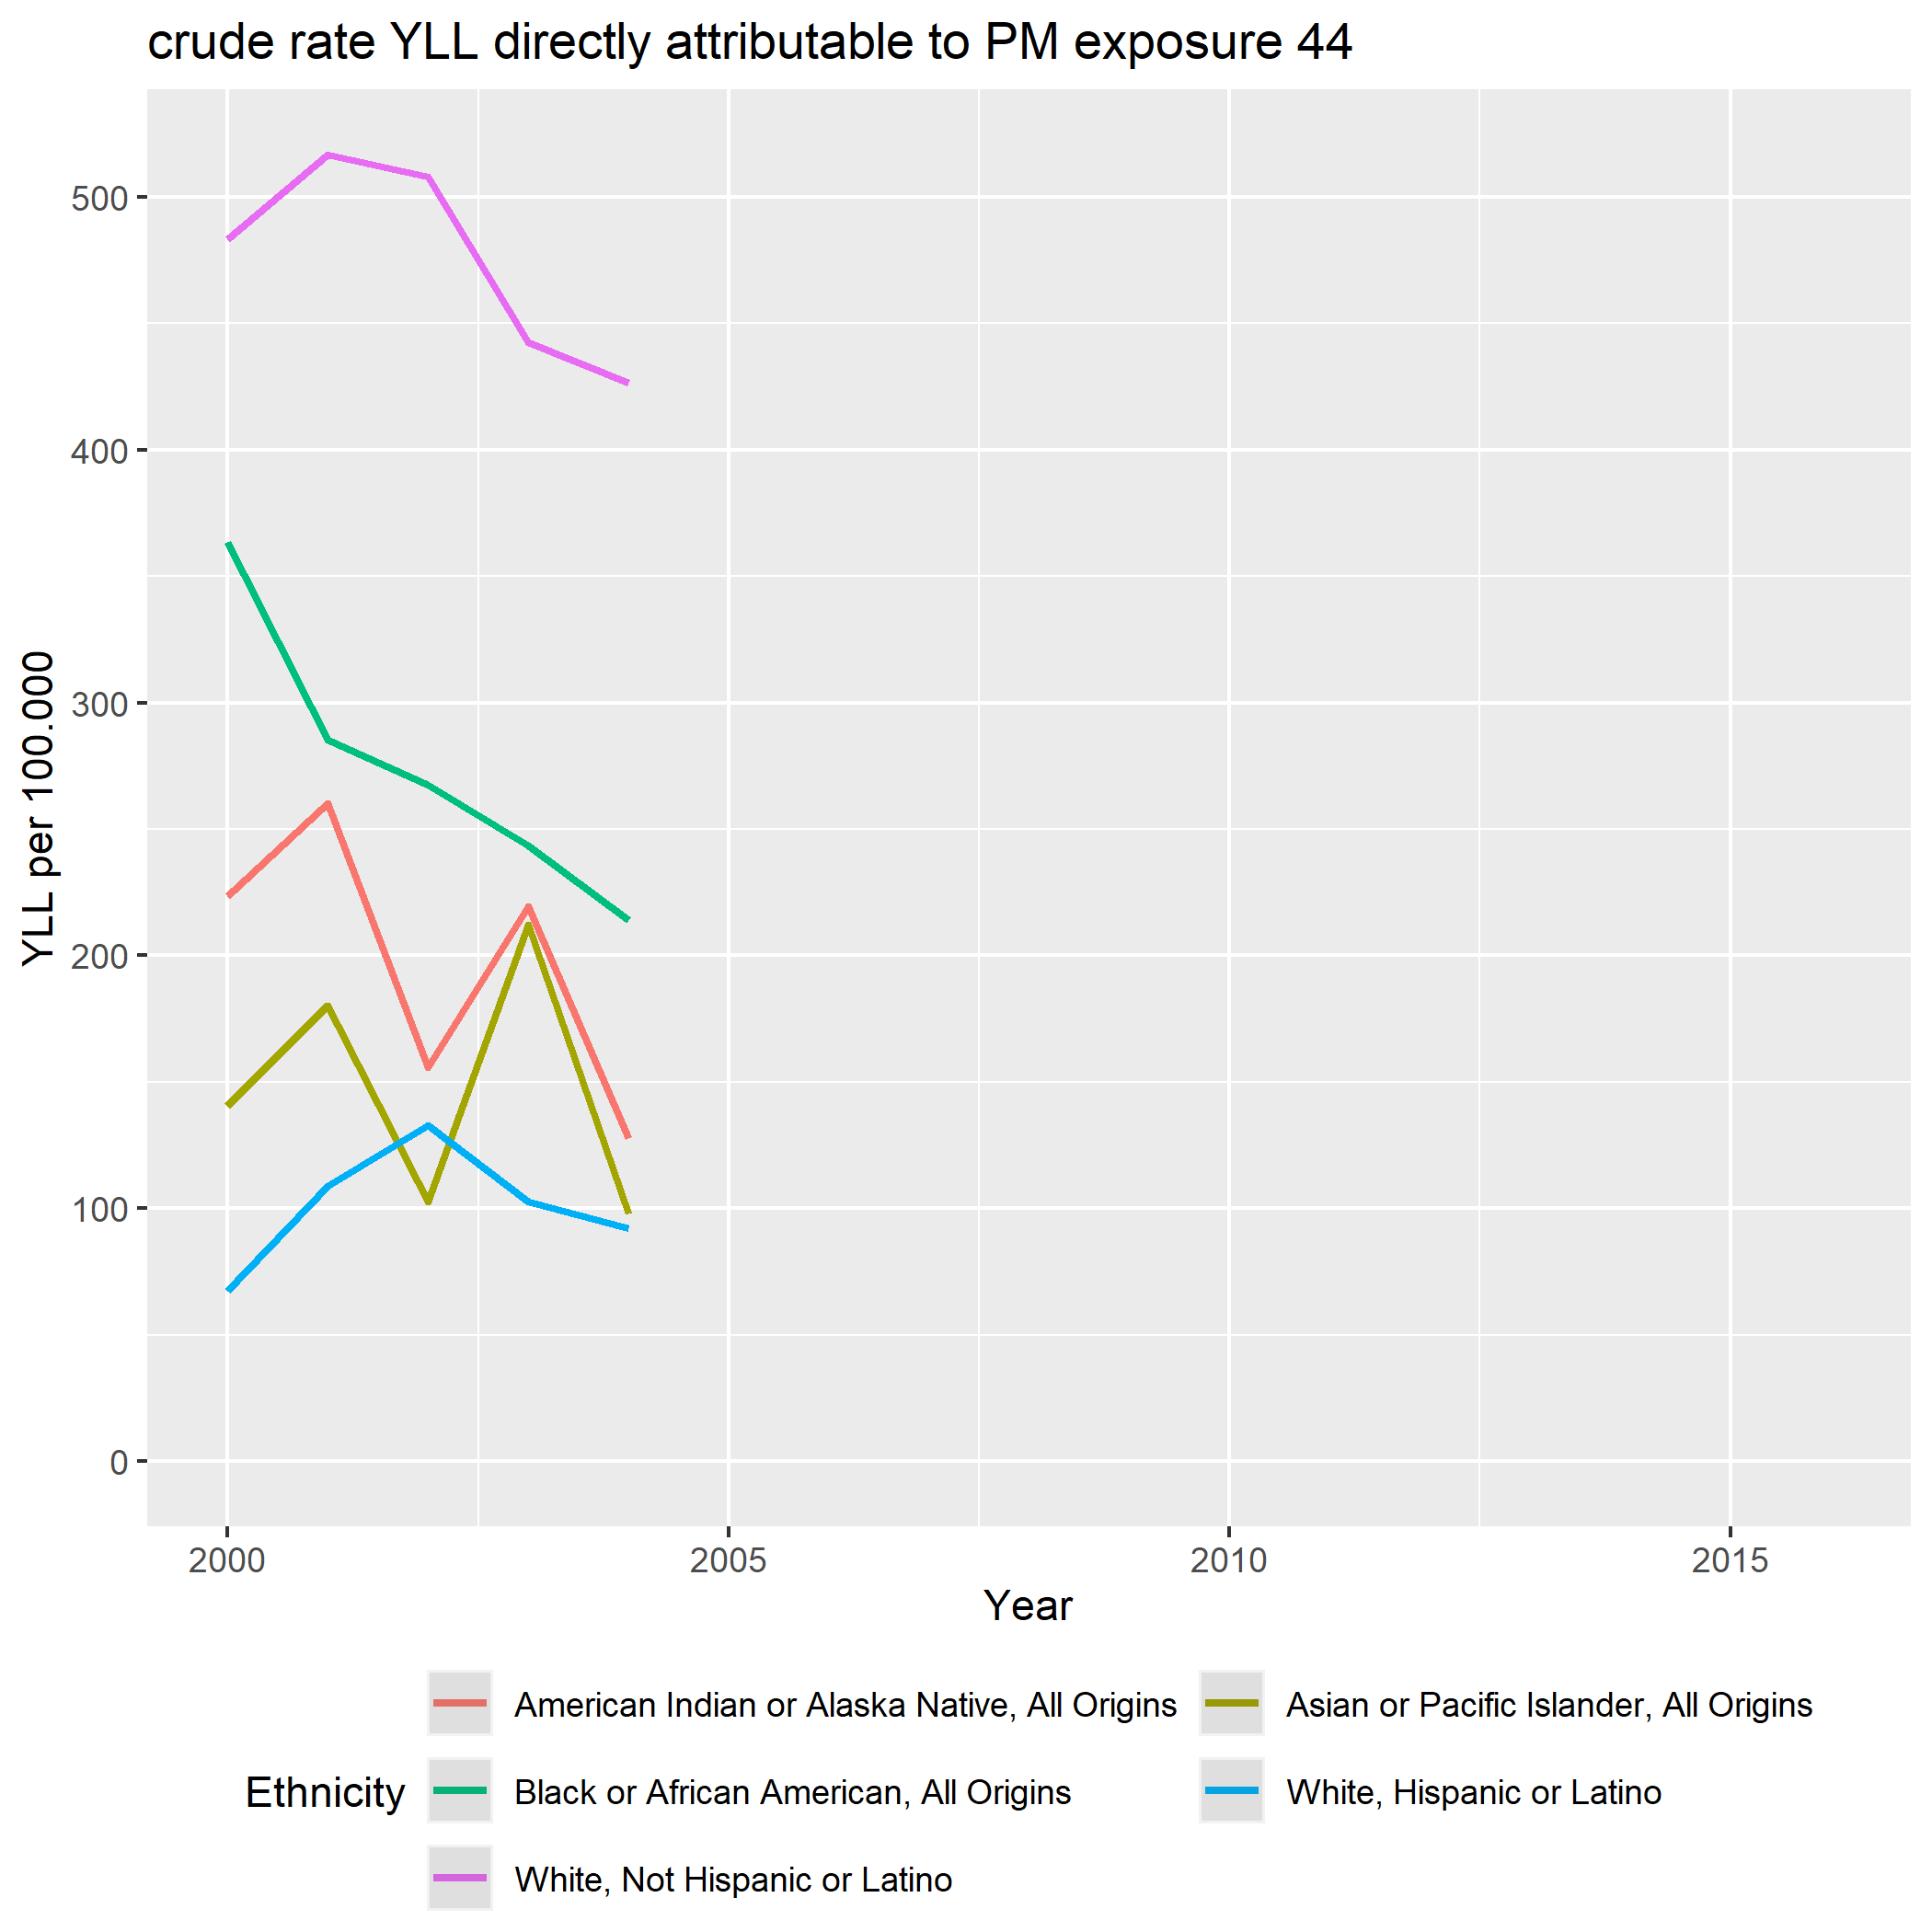 crude rate YLL directly attributable to PM exposure 44
YLL per 100.000
500
400
300
200
100
0
2000 2005 2010 2015
Year
Ethnicity
American Indian or Alaska Native, All Origins
Asian or Pacific Islander, All Origins
Black or African American, All Origins
White, Hispanic or Latino
White, Not Hispanic or Latino